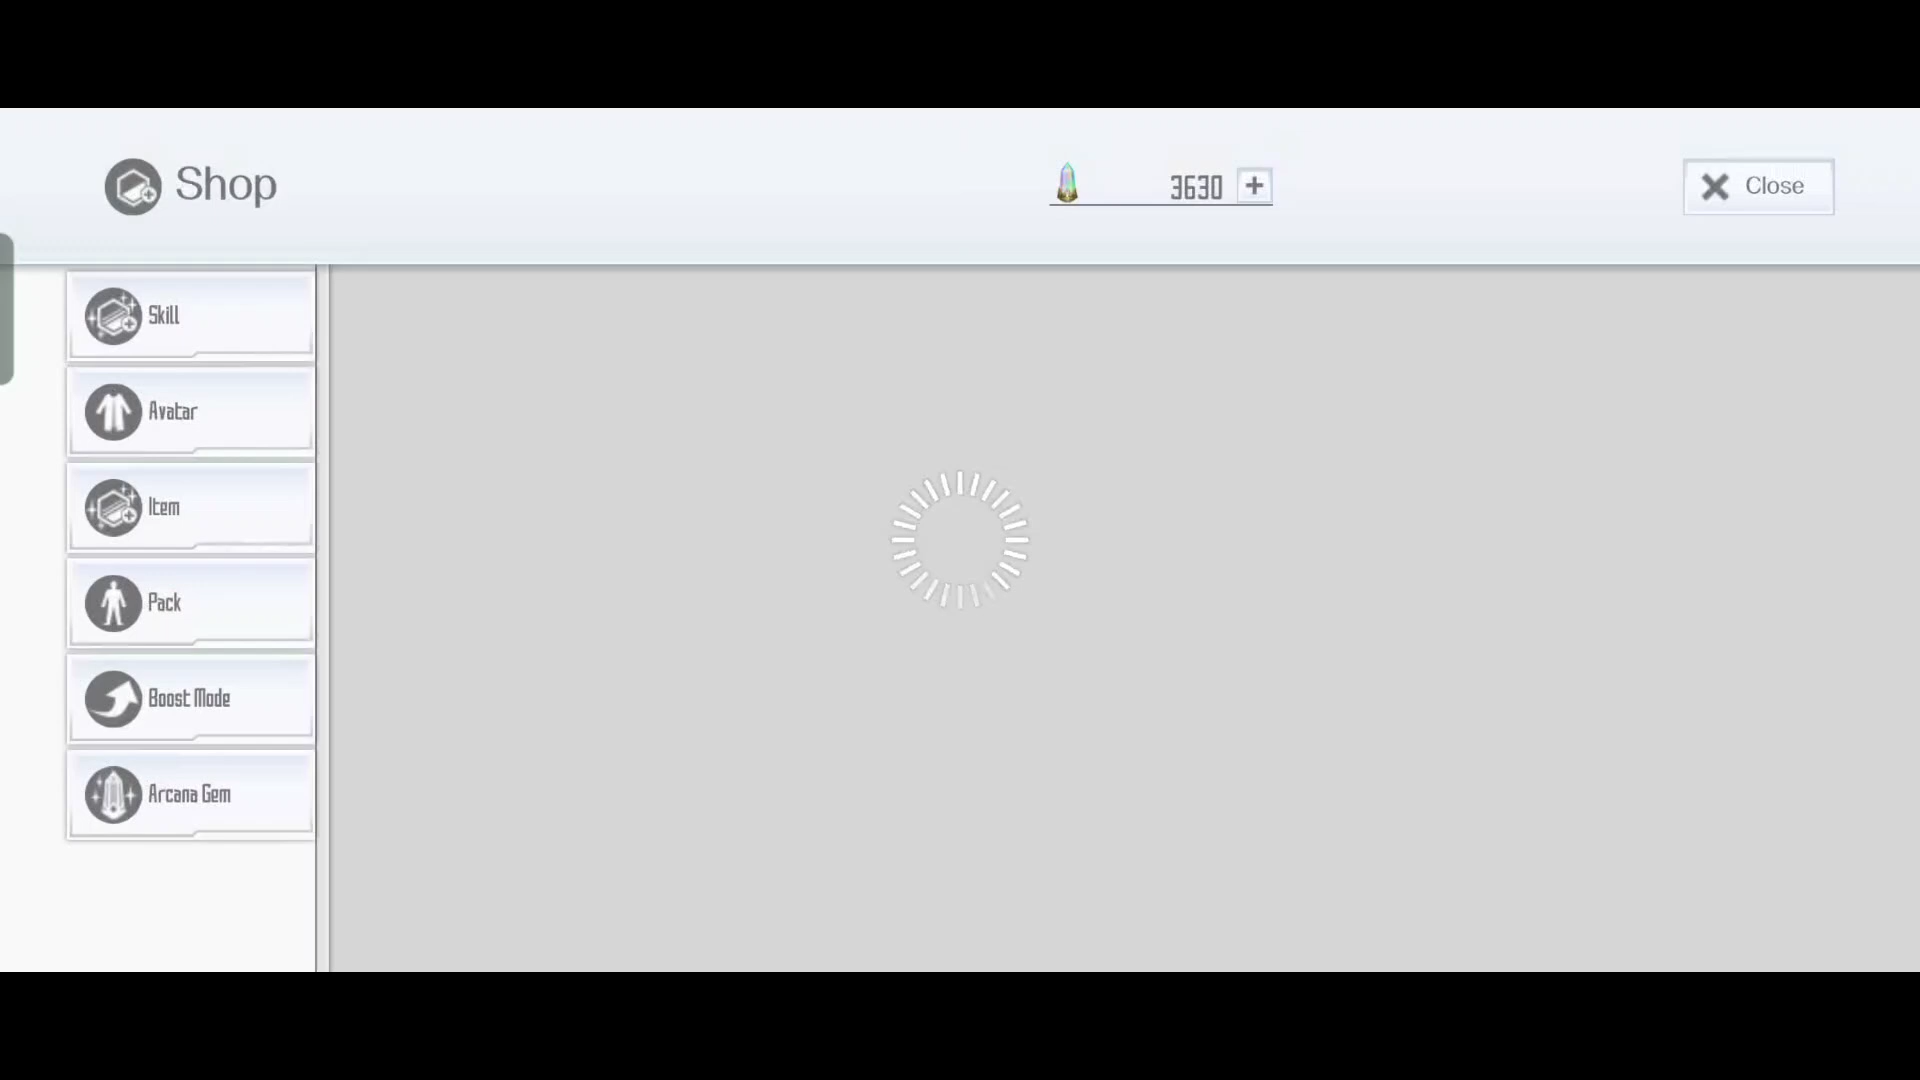 Shop
3630
Close
Skill
Avatar
Item
Pack
Boost Mode
Arcana Gem